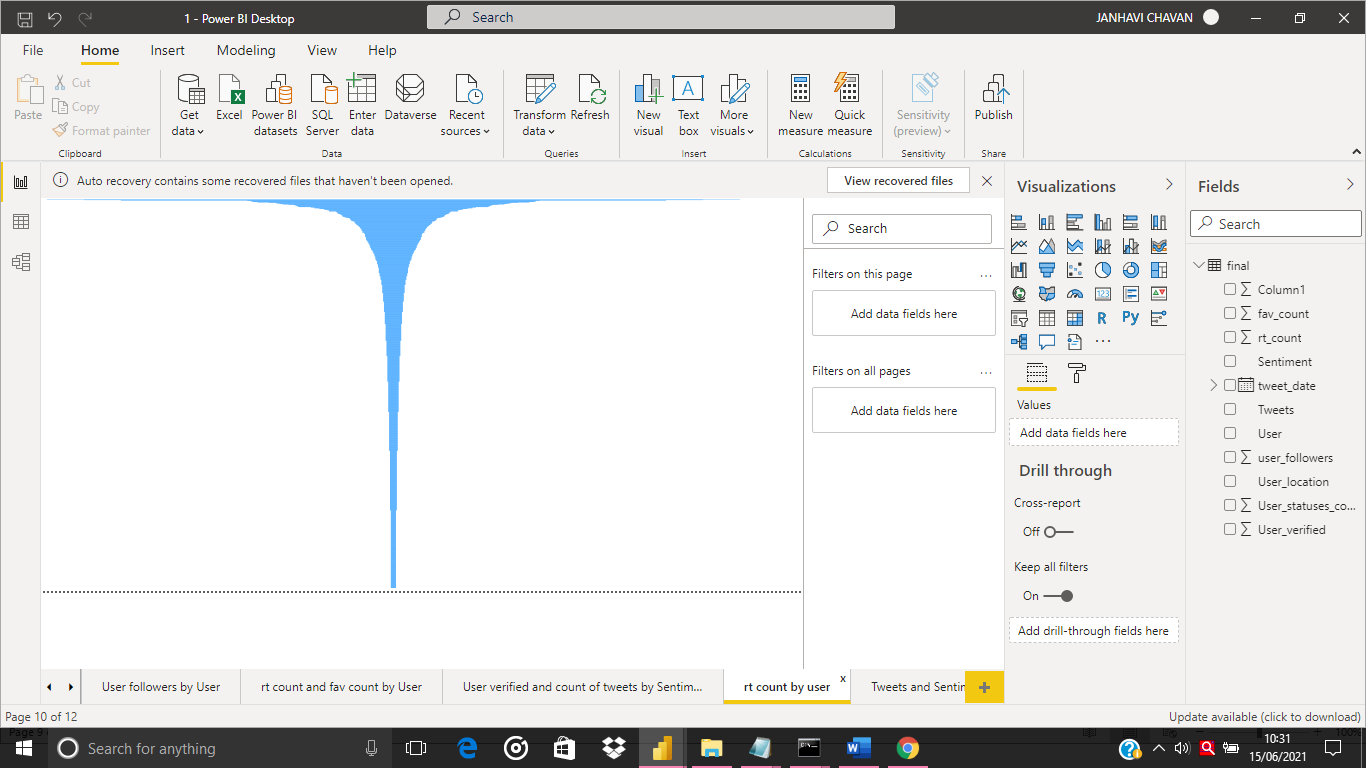 1 - Power BI Desktop
Search
JANHAVI CHAVAN
File Home Insert Modeling View Help
Paste
Cut
Copy
Format painter
Clipboard
Get data
Excel
Power BI datasets
SQL Server
Enter data
Dataverse
Recent sources
Data
Transform data
Refresh
Queries
New visual
A
Text box
More visuals
Insert
New measure
Quick measure
Calculations
Sensitivity (preview)
Sensitivity
Publish
Share
Auto recovery contains some recovered files that haven't been opened.
View recovered files
Search
Filters on this page
...
Add data fields here
Filters on all pages
...
Add data fields here
Visualizations
123
R
Py
...
Values
Add data fields here
Drill through
Cross-report
Off
Keep all filters
On
Add drill-through fields here
Fields
Search
final
Column1
fav_count
rt_count
Sentiment
tweet_date
Tweets
User
user_followers
User_location
User_statuses_co...
User_verified
User followers by User
rt count and fav count by User
User verified and count of tweets by Sentim...
rt count by user
x
Tweets and Sentin
+
Page 10 of 12
Update available (click to download)
Page 9
100%
Search for anything
10:31
15/06/2021